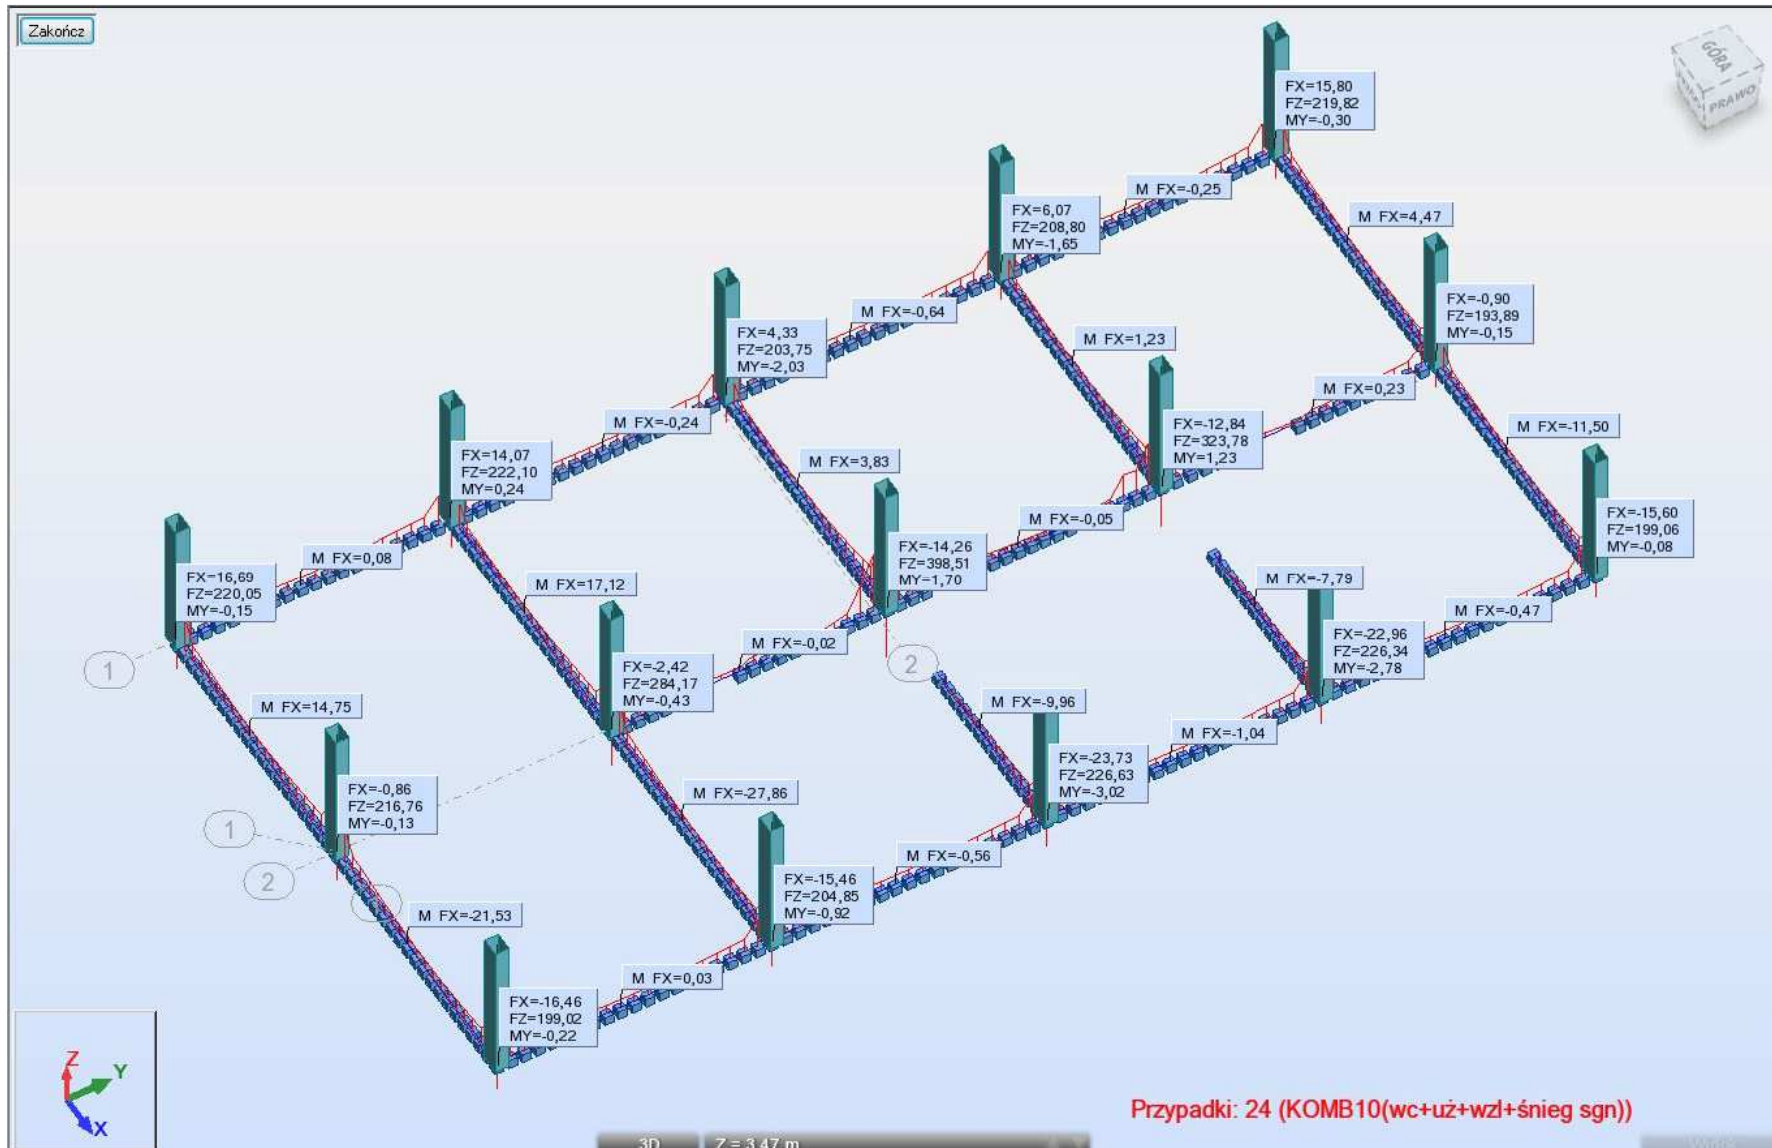 Zakończ
GÓRA
PRAWO
FX=15,80
FZ=219,82
MY=-0,30
M FX=-0,25
FX=6,07
FZ=208,80
MY=-1,65
M FX=4,47
M FX=-0,64
FX=-0,90
FZ=193,89
MY=-0,15
FX=4,33
FZ=203,75
MY=-2,03
M FX=1,23
M FX=0,23
M FX=-0,24
FX=-12,84
FZ=323,78
MY=1,23
M FX=-11,50
FX=14,07
FZ=222,10
MY=0,24
M FX=3,83
M FX=-0,05
FX=-15,60
FZ=199,06
MY=-0,08
M FX=0,08
FX=-14,26
FZ=398,51
MY=1,70
FX=16,69
FZ=220,05
MY=-0,15
M FX=17,12
M FX=-7,79
M FX=-0,47
M FX=-0,02
FX=-22,96
FZ=226,34
MY=-2,78
1
2
FX=-2,42
FZ=284,17
MY=-0,43
M FX=14,75
M FX=-9,96
M FX=-1,04
FX=-23,73
FZ=226,63
MY=-3,02
FX=-0,86
FZ=216,76
MY=-0,13
M FX=-27,86
1
2
M FX=-0,56
FX=-15,46
FZ=204,85
MY=-0,92
M FX=-21,53
M FX=0,03
FX=-16,46
FZ=199,02
MY=-0,22
Z
Y
X
Przypadki: 24 (KOMB10(wc+uż+wzl+śnieg sgn))
3D
Z = 3,47 m